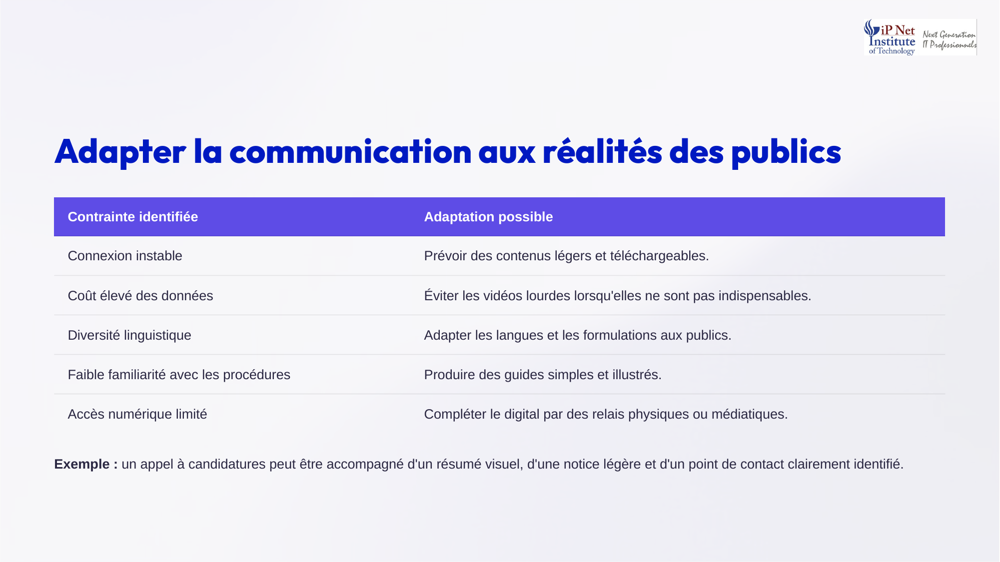 iP Net
Institute
of Technology
Next Generation
IT Professionnels
Adapter la communication aux réalités des publics
Contrainte identifiée Adaptation possible
Connexion instable Prévoir des contenus légers et téléchargeables.
Coût élevé des données Éviter les vidéos lourdes lorsqu'elles ne sont pas indispensables.
Diversité linguistique Adapter les langues et les formulations aux publics.
Faible familiarité avec les procédures Produire des guides simples et illustrés.
Accès numérique limité Compléter le digital par des relais physiques ou médiatiques.
Exemple : un appel à candidatures peut être accompagné d'un résumé visuel, d'une notice légère et d'un point de contact clairement identifié.